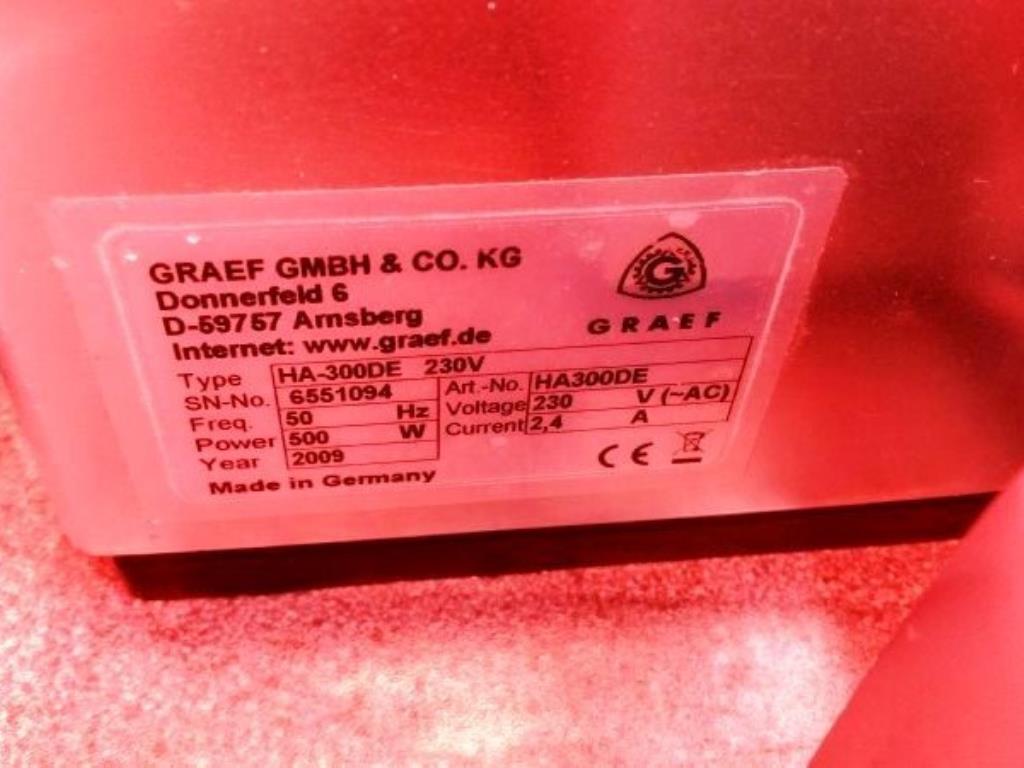 GRAEF GMBH & CO. KG
Donnerfeld 6
D-59757 Arnsberg
Internet: www.graef.de
G
GRAEF
Type HA-300DE 230V
SN-No. 6551094 Art.-No. HA300DE
Freq. 50 Hz Voltage 230 V (~AC)
Power 500 W Current 2,4 A
Year 2009
CE
Made in Germany